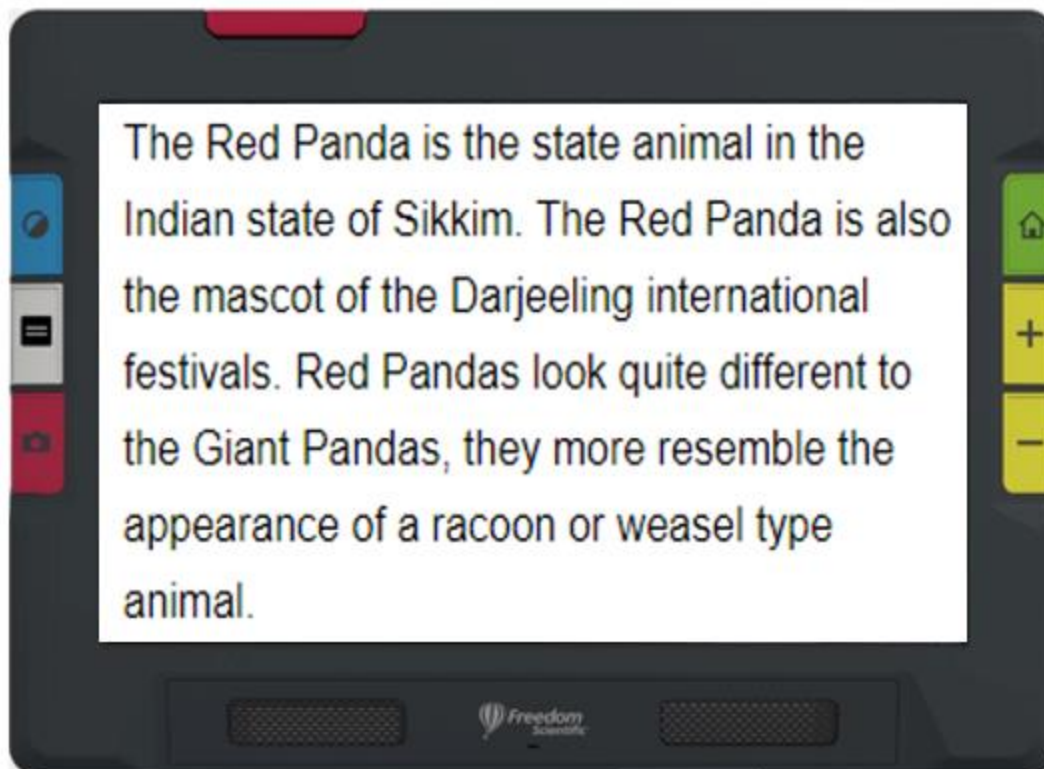 The Red Panda is the state animal in the
Indian state of Sikkim. The Red Panda is also
the mascot of the Darjeeling international
festivals. Red Pandas look quite different to
the Giant Pandas, they more resemble the
appearance of a racoon or weasel type
animal.
Freedom
Scientific